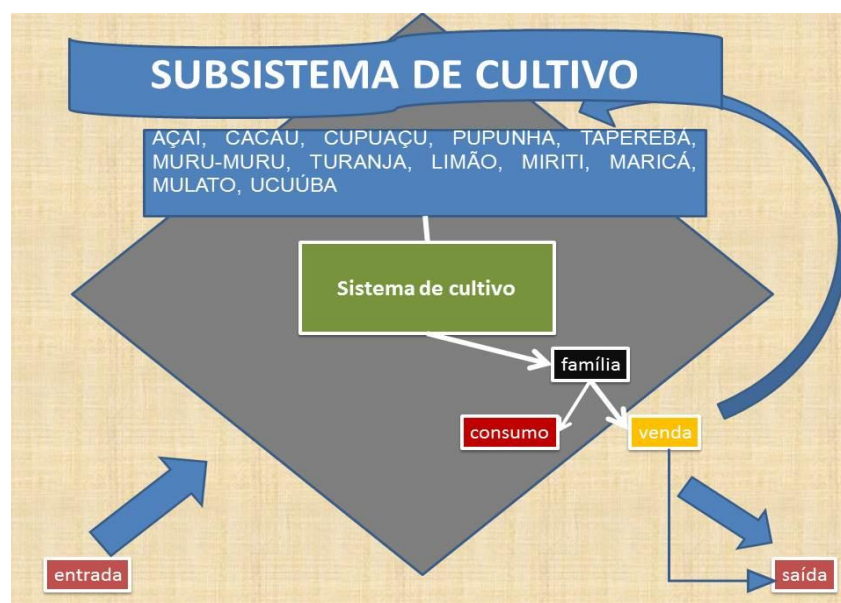 SUBSISTEMA DE CULTIVO
AÇAI, CACAU, CUPUAÇU, PUPUNHA, TAPEREBÁ,
MURU-MURU, TURANJA, LIMÃO, MIRITI, MARICÁ,
MULATO, UCUÚBA
Sistema de cultivo
família
consumo
venda
entrada
saída